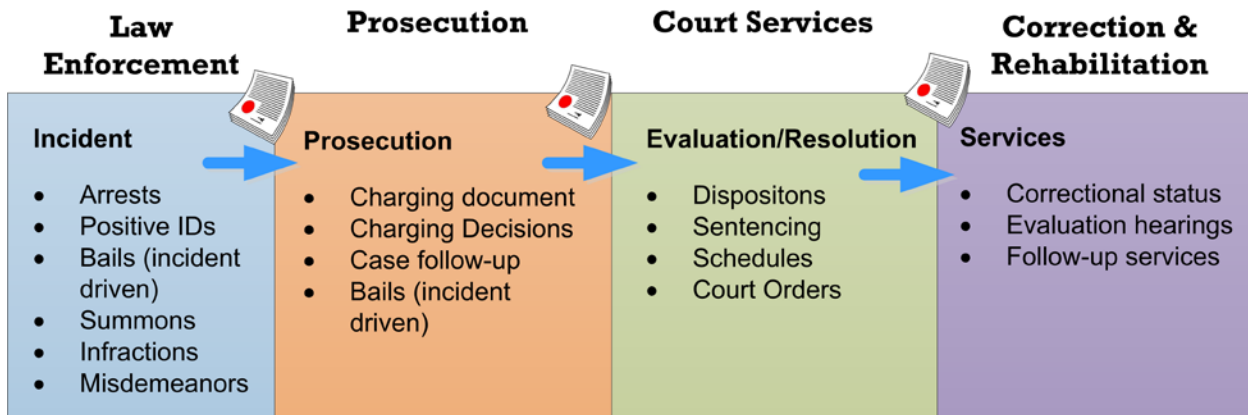 Law
Enforcement
Prosecution
Court Services
Correction &
Rehabilitation
Incident
• Arrests
• Positive IDs
• Bails (incident
driven)
• Summons
• Infractions
• Misdemeanors
Prosecution
• Charging document
• Charging Decisions
• Case follow-up
• Bails (incident
driven)
Evaluation/Resolution
• Dispositons
• Sentencing
• Schedules
• Court Orders
Services
• Correctional status
• Evaluation hearings
• Follow-up services